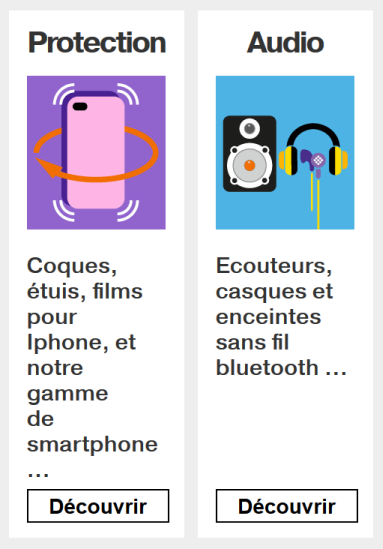 Protection
Coques,
étuis, films
pour
Iphone, et
notre
gamme
de
smartphone
...
Découvrir
Audio
Ecouteurs,
casques et
enceintes
sans fil
bluetooth ...
Découvrir